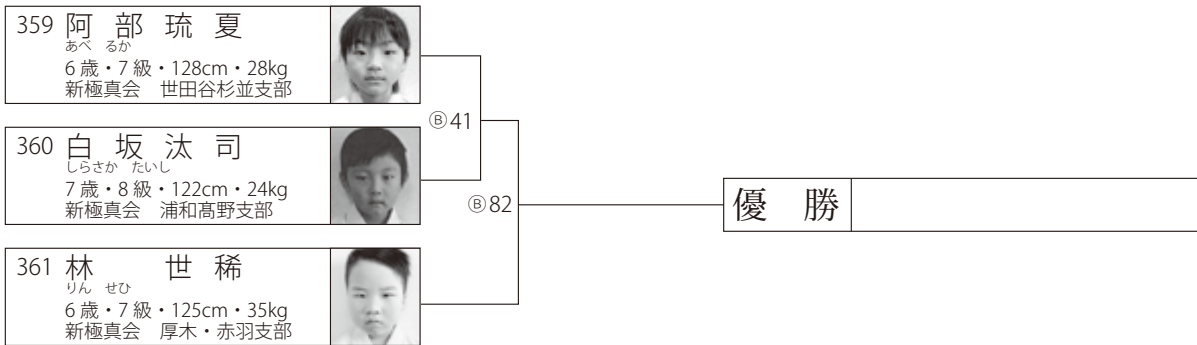 359 阿部琉夏
あべ るか
6歳・7級・128cm・28kg
新極真会 世田谷杉並支部
Ⓑ41
360 白坂汰司
しらさか たいし
7歳・8級・122cm・24kg
新極真会 浦和髙野支部
Ⓑ82
優勝
361 林 世稀
りん せひ
6歳・7級・125cm・35kg
新極真会 厚木・赤羽支部